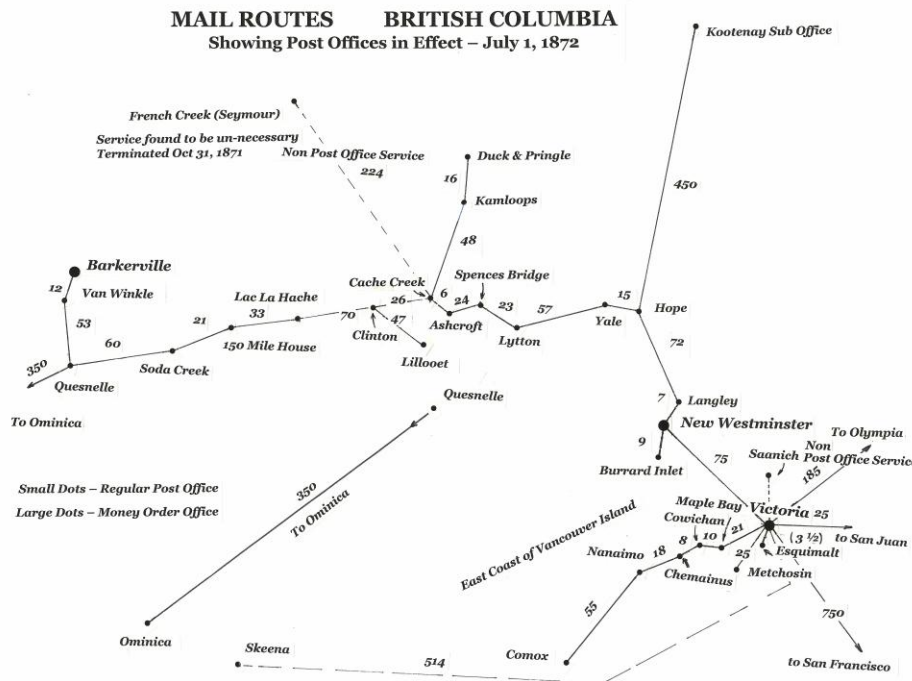 MAIL ROUTES BRITISH COLUMBIA
Showing Post Offices in Effect – July 1, 1872
Kootenay Sub Office
French Creek (Seymour)
Service found to be un-necessary
Terminated Oct 31, 1871
Non Post Office Service
224
Duck & Pringle
16
Kamloops
450
48
Barkerville
12
Van Winkle
Cache Creek
Spences Bridge
Lac La Hache
26
6
24
23
57
15
53
21
33
70
47
Ashcroft
Lytton
Yale
Hope
60
150 Mile House
Clinton
Lillooet
72
350
Quesnelle
Soda Creek
To Ominica
Quesnelle
7
Langley
New Westminster
9
75
To Olympia
Non
Saanich
Post Office Service
Burrard Inlet
185
350
To Ominica
Small Dots – Regular Post Office
Large Dots – Money Order Office
Maple Bay
Victoria
25
Cowichan
East Coast of Vancouver Island
21
10
8
(3 ½)
to San Juan
Esquimalt
25
Nanaimo
18
Chemainus
Metchosin
55
750
Ominica
Skeena
514
Comox
to San Francisco